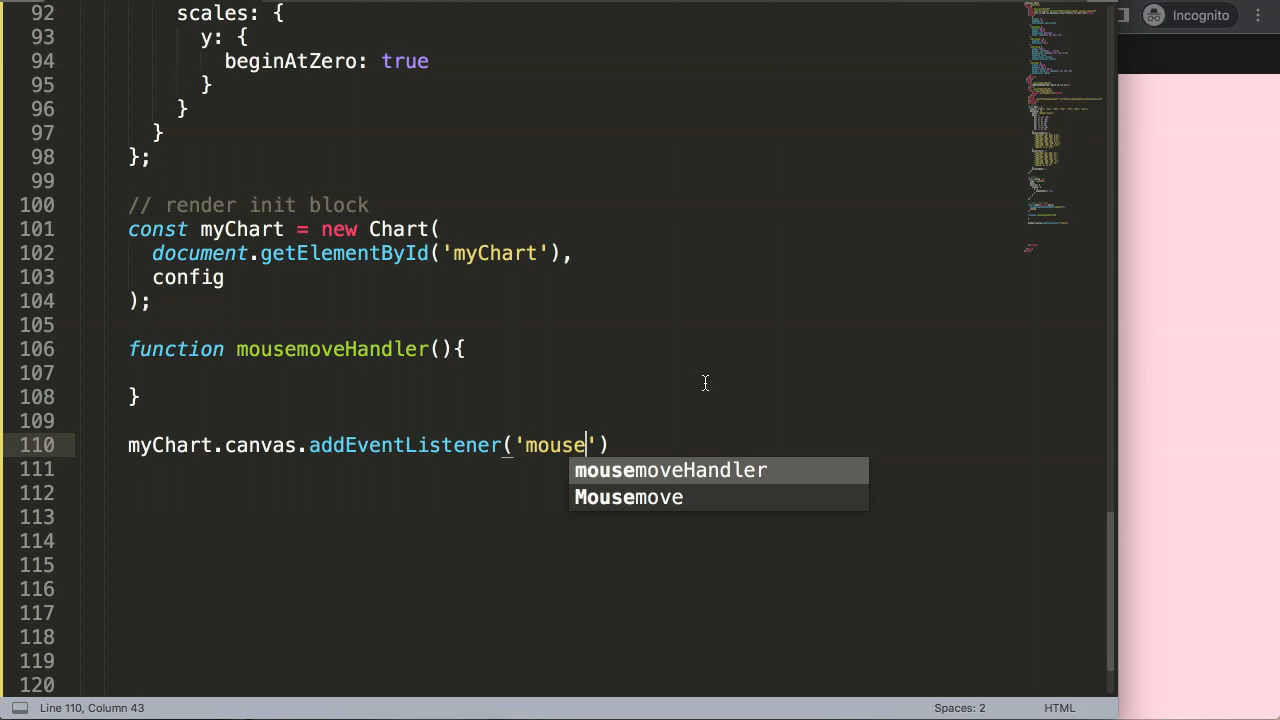 Incognito
92 scales: {
93 y: {
94 beginAtZero: true
95 }
96 }
97 }
98 };
99
100 // render init block
101 const myChart = new Chart(
102 document.getElementById('myChart'),
103 config
104 );
105
106 function mousemoveHandler(){
107
108 }
109
110 myChart.canvas.addEventListener('mouse')
111 mousemoveHandler
112 Mousemove
113
114
115
116
117
118
119
120
Line 110, Column 43 Spaces: 2 HTML